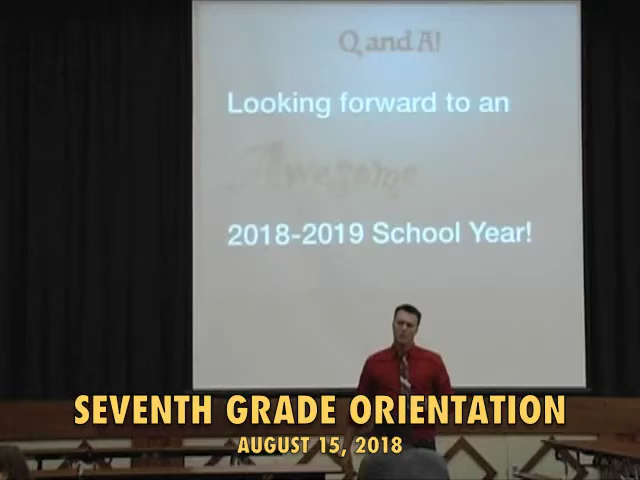 Q and A!
Looking forward to an
Awesome
2018-2019 School Year!
SEVENTH GRADE ORIENTATION
AUGUST 15, 2018